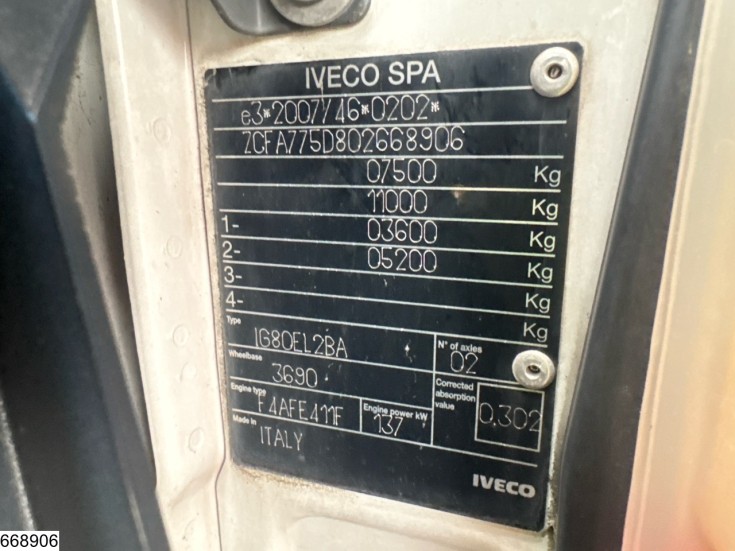 IVECO SPA
e3*2007/46*0202*
ZCFA775D802668906
07500 Kg
11000 Kg
1- 03600 Kg
2- 05200 Kg
3- Kg
4- Kg
Type IG80EL2BA N° of axles 02
Wheelbase 3690 Corrected absorption value 0.302
Engine type F4AFE411F Engine power kW 137
Made in ITALY
IVECO
668906